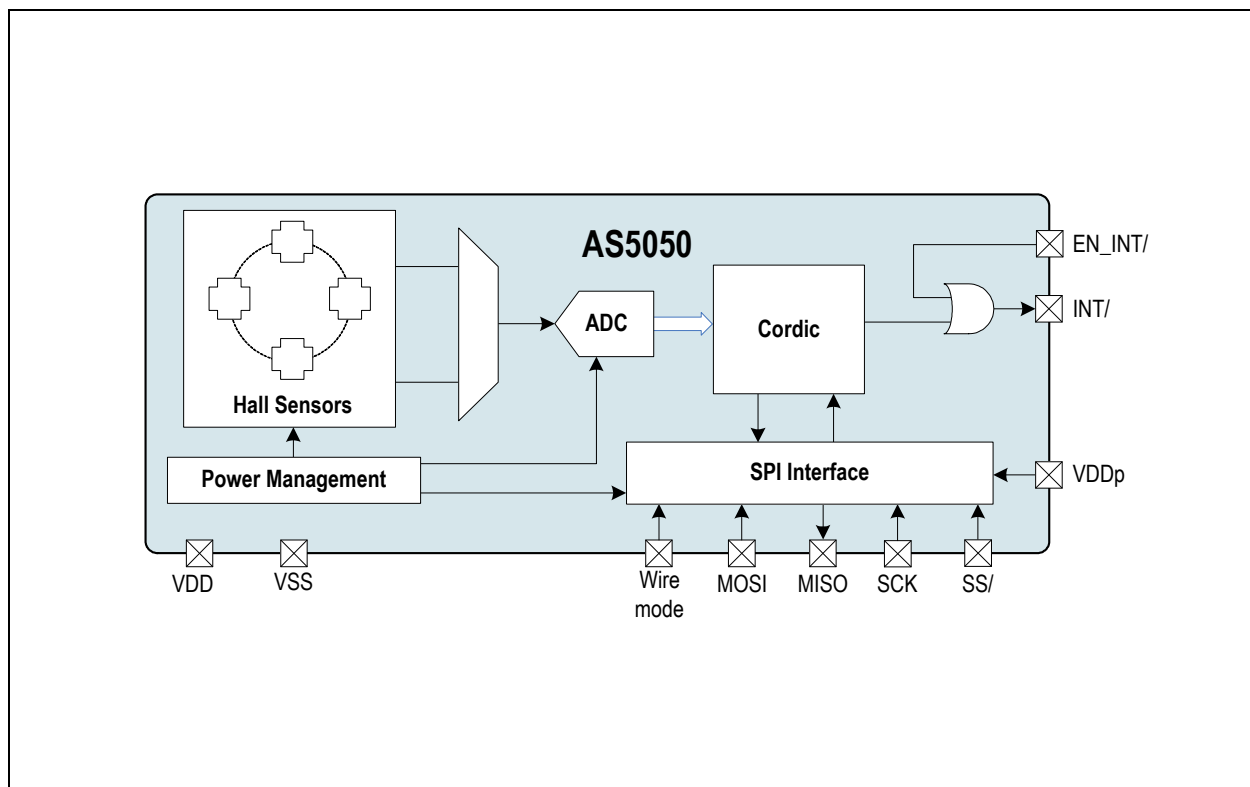 AS5050
EN_INT/
INT/
ADC
Cordic
Hall Sensors
Power Management
SPI Interface
VDDp
VDD
VSS
Wire
mode
MOSI
MISO
SCK
SS/